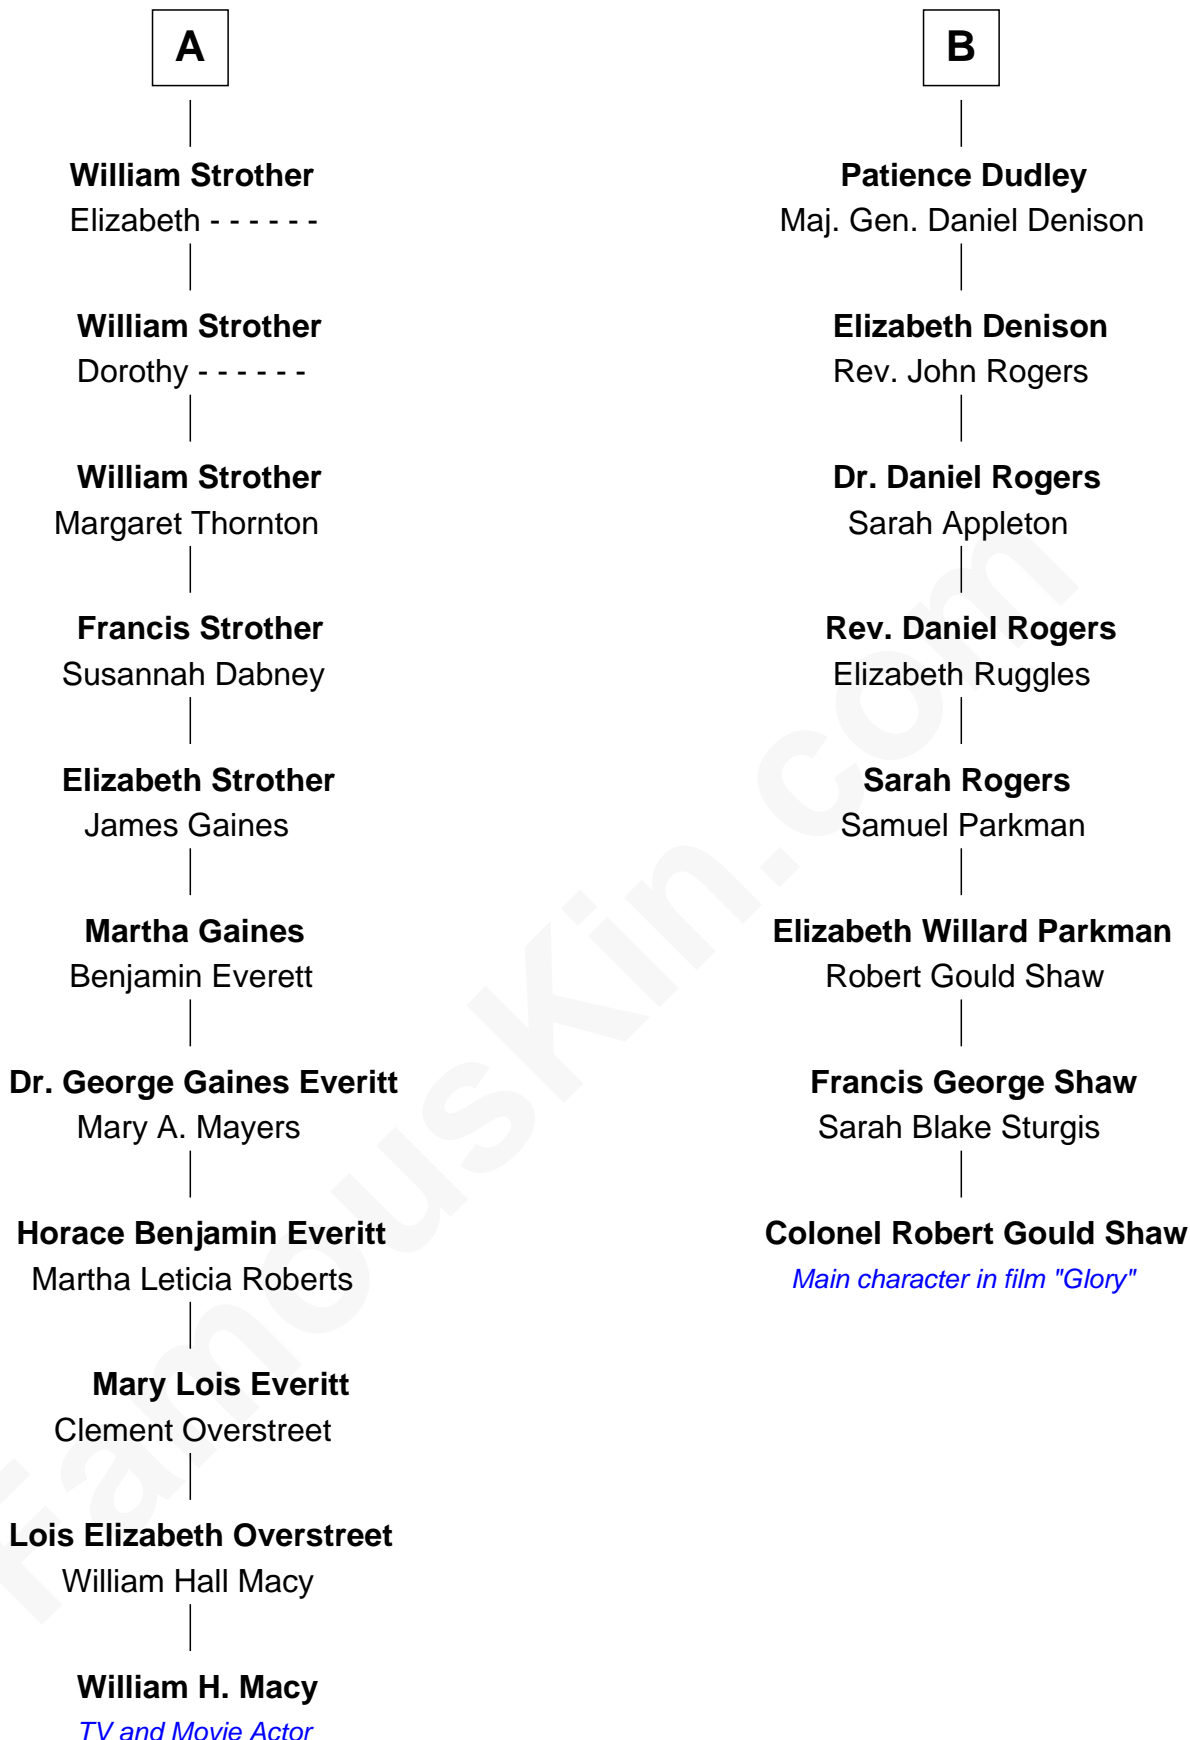 A
William Strother
Elizabeth - - - - - -
William Strother
Dorothy - - - - - -
William Strother
Margaret Thornton
Francis Strother
Susannah Dabney
Elizabeth Strother
James Gaines
Martha Gaines
Benjamin Everett
Dr. George Gaines Everitt
Mary A. Mayers
Horace Benjamin Everitt
Martha Leticia Roberts
Mary Lois Everitt
Clement Overstreet
Lois Elizabeth Overstreet
William Hall Macy
William H. Macy
TV and Movie Actor
B
Patience Dudley
Maj. Gen. Daniel Denison
Elizabeth Denison
Rev. John Rogers
Dr. Daniel Rogers
Sarah Appleton
Rev. Daniel Rogers
Elizabeth Ruggles
Sarah Rogers
Samuel Parkman
Elizabeth Willard Parkman
Robert Gould Shaw
Francis George Shaw
Sarah Blake Sturgis
Colonel Robert Gould Shaw
Main character in film "Glory"
FamousKin.com